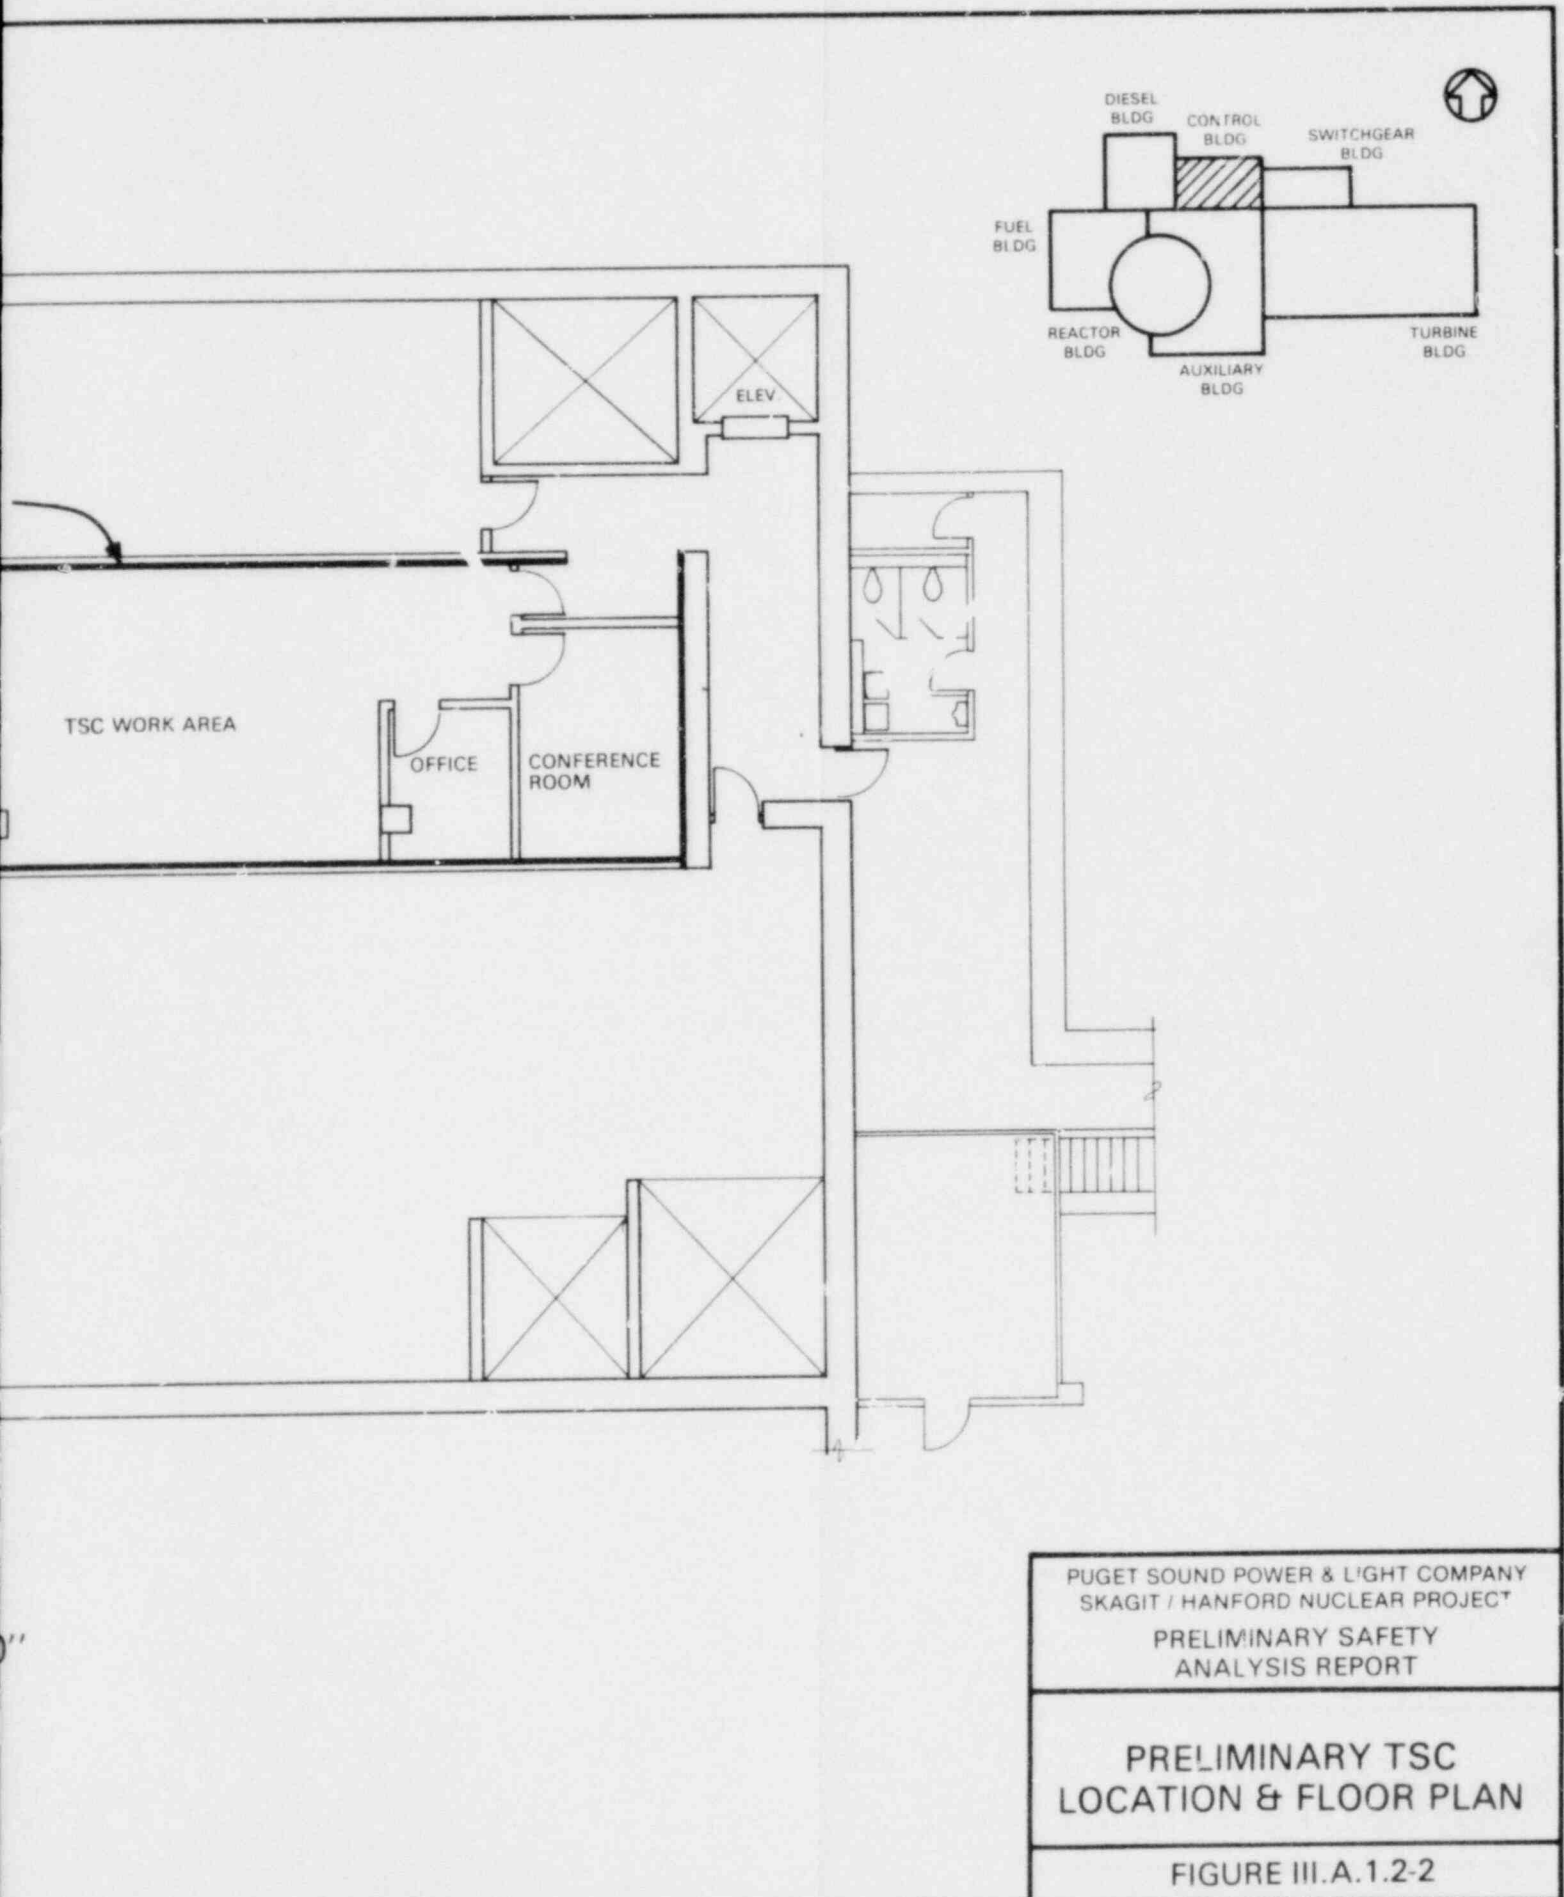 DIESEL
BLDG
CONTROL
BLDG
SWITCHGEAR
BLDG
FUEL
BLDG
REACTOR
BLDG
AUXILIARY
BLDG
TURBINE
BLDG
ELEV.
TSC WORK AREA
OFFICE
CONFERENCE
ROOM
PUGET SOUND POWER & LIGHT COMPANY
SKAGIT / HANFORD NUCLEAR PROJECT
PRELIMINARY SAFETY
ANALYSIS REPORT
PRELIMINARY TSC
LOCATION & FLOOR PLAN
FIGURE III.A.1.2-2